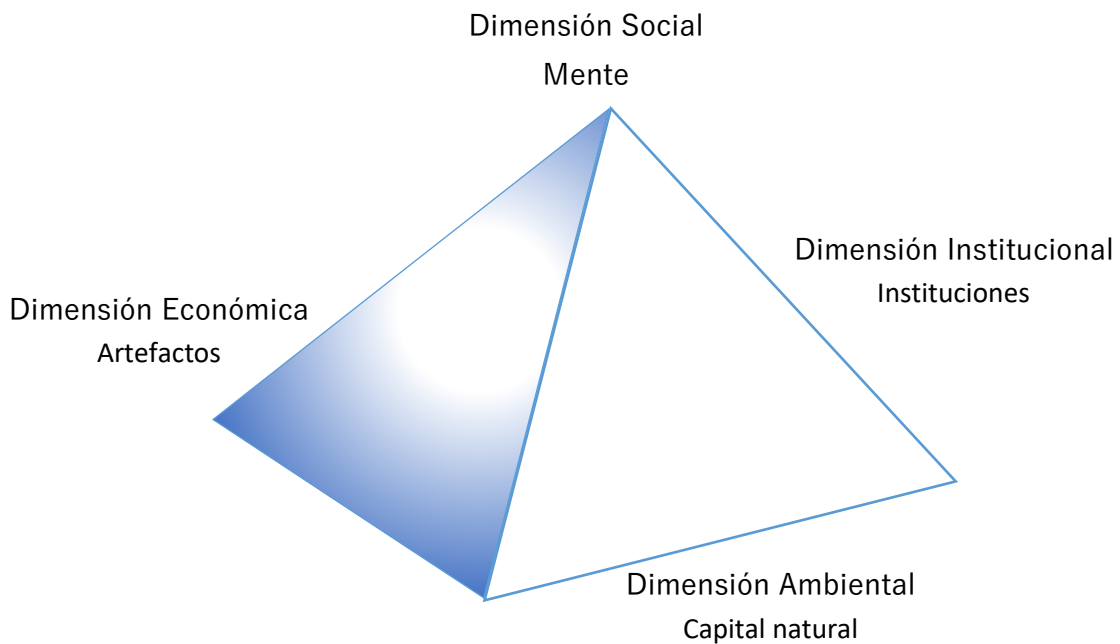 Dimensión Social
Mente
Dimensión Institucional
Instituciones
Dimensión Económica
Artefactos
Dimensión Ambiental
Capital natural